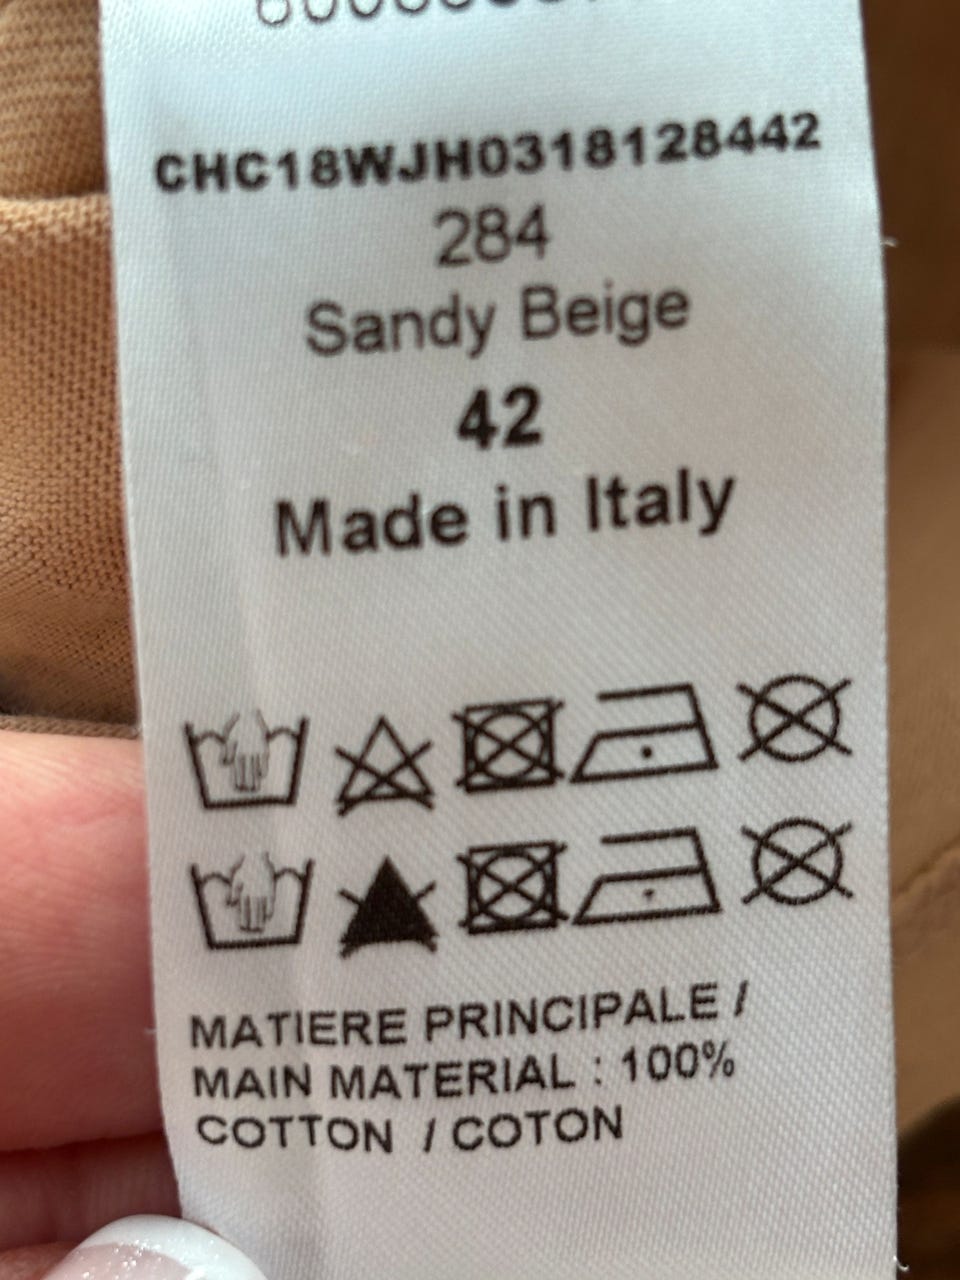 CHC18WJH0318128442
284
Sandy Beige
42
Made in Italy
MATIERE PRINCIPALE /
MAIN MATERIAL : 100%
COTTON / COTON